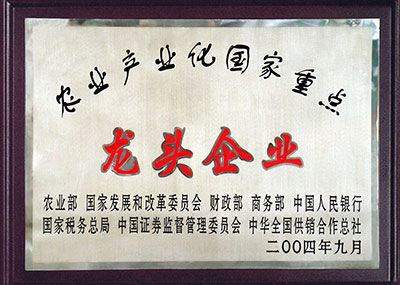 农业产业化国家重点
龙头企业
农业部 国家发展和改革委员会 财政部 商务部 中国人民银行
国家税务总局 中国证券监督管理委员会 中华全国供销合作总社
二〇〇四年九月